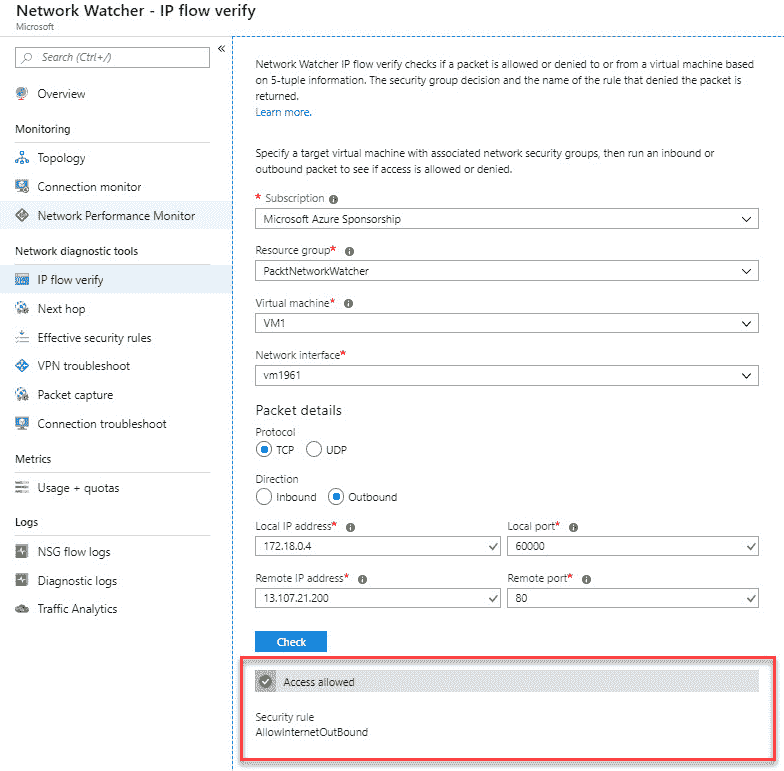 Network Watcher - IP flow verify
Microsoft
Search (Ctrl+/)
«
Overview
Monitoring
Topology
Connection monitor
Network Performance Monitor
Network diagnostic tools
IP flow verify
Next hop
Effective security rules
VPN troubleshoot
Packet capture
Connection troubleshoot
Metrics
Usage + quotas
Logs
NSG flow logs
Diagnostic logs
Traffic Analytics
Network Watcher IP flow verify checks if a packet is allowed or denied to or from a virtual machine based
on 5-tuple information. The security group decision and the name of the rule that denied the packet is
returned.
Learn more.
Specify a target virtual machine with associated network security groups, then run an inbound or
outbound packet to see if access is allowed or denied.
* Subscription
Microsoft Azure Sponsorship
Resource group*
PacktNetworkWatcher
Virtual machine*
VM1
Network interface*
vm1961
Packet details
Protocol
TCP UDP
Direction
Inbound Outbound
Local IP address* Local port*
172.18.0.4 60000
Remote IP address* Remote port*
13.107.21.200 80
Check
Access allowed
Security rule
AllowInternetOutBound